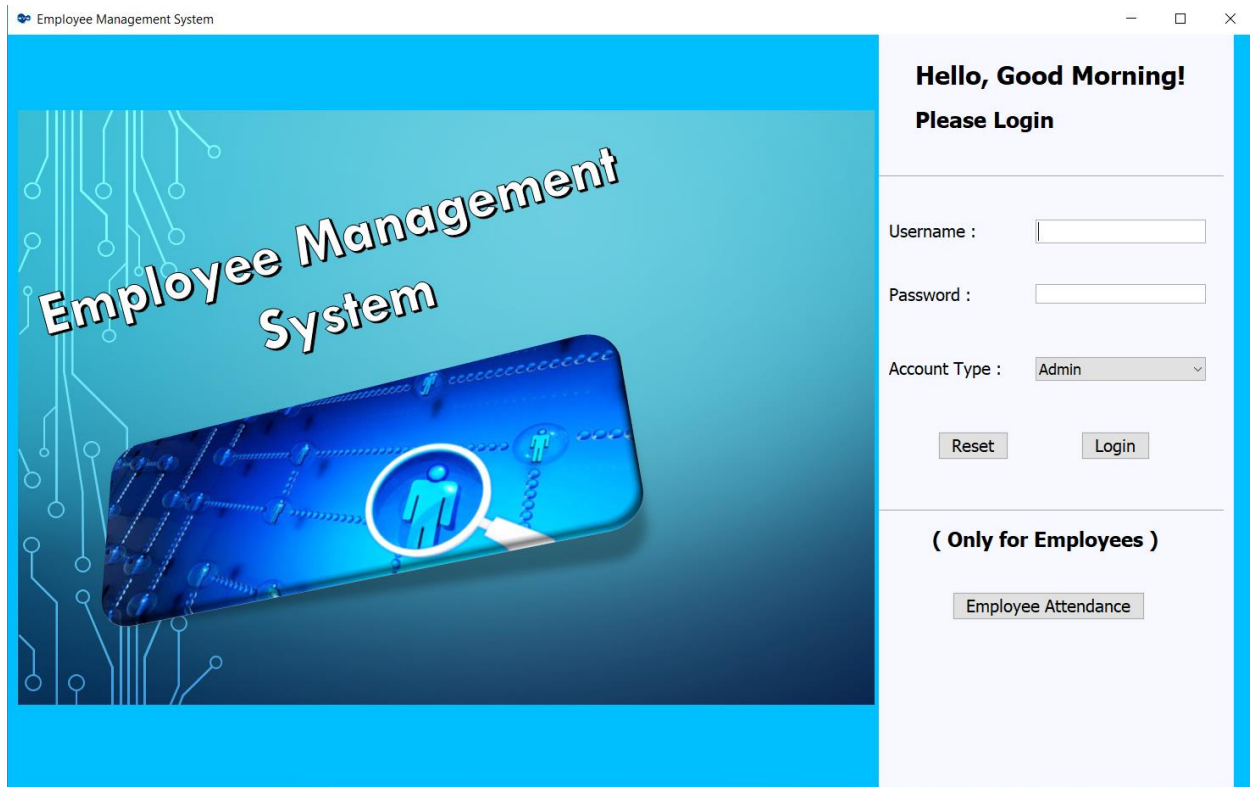 Employee Management System
Employee Management
System
Hello, Good Morning!
Please Login
Username :
Password :
Account Type :
Admin
Reset
Login
( Only for Employees )
Employee Attendance